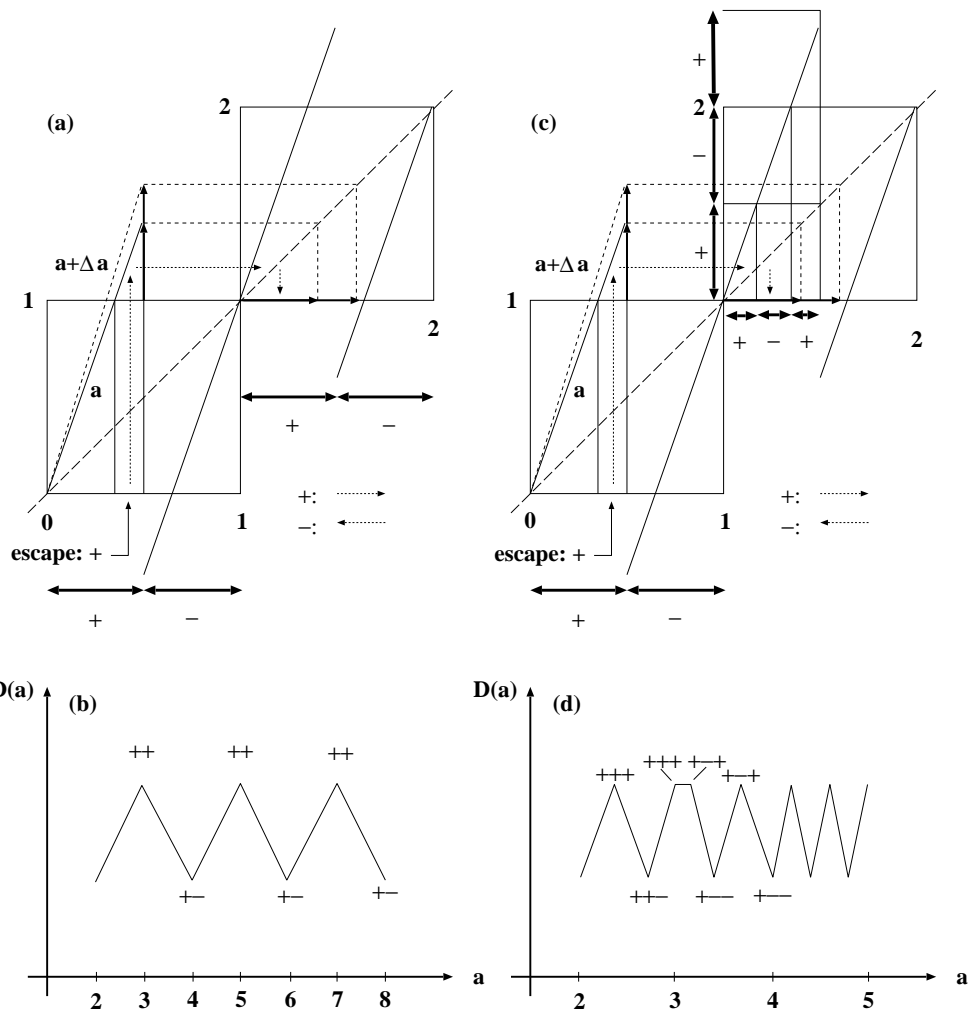 (a)
2
a+Δa
1
a
2
+ −
0
1
+:
−:
escape: +
+ −
(c)
+
2
−
a+Δa
+
1
2
+ − +
a
0
1
+:
−:
escape: +
+ −
D(a)
(b)
++ ++ ++
+− +− +−
2 3 4 5 6 7 8
a
D(a)
(d)
+++ +−+
+++ +−+
++− +−− +−−
2 3 4 5
a